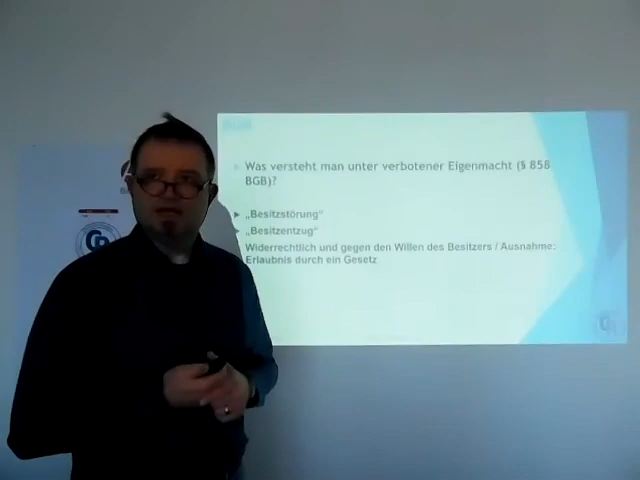 Was versteht man unter verbotener Eigenmacht (§ 858
BGB)?
„Besitzstörung“
„Besitzentzug“
Widerrechtlich und gegen den Willen des Besitzers / Ausnahme:
Erlaubnis durch ein Gesetz